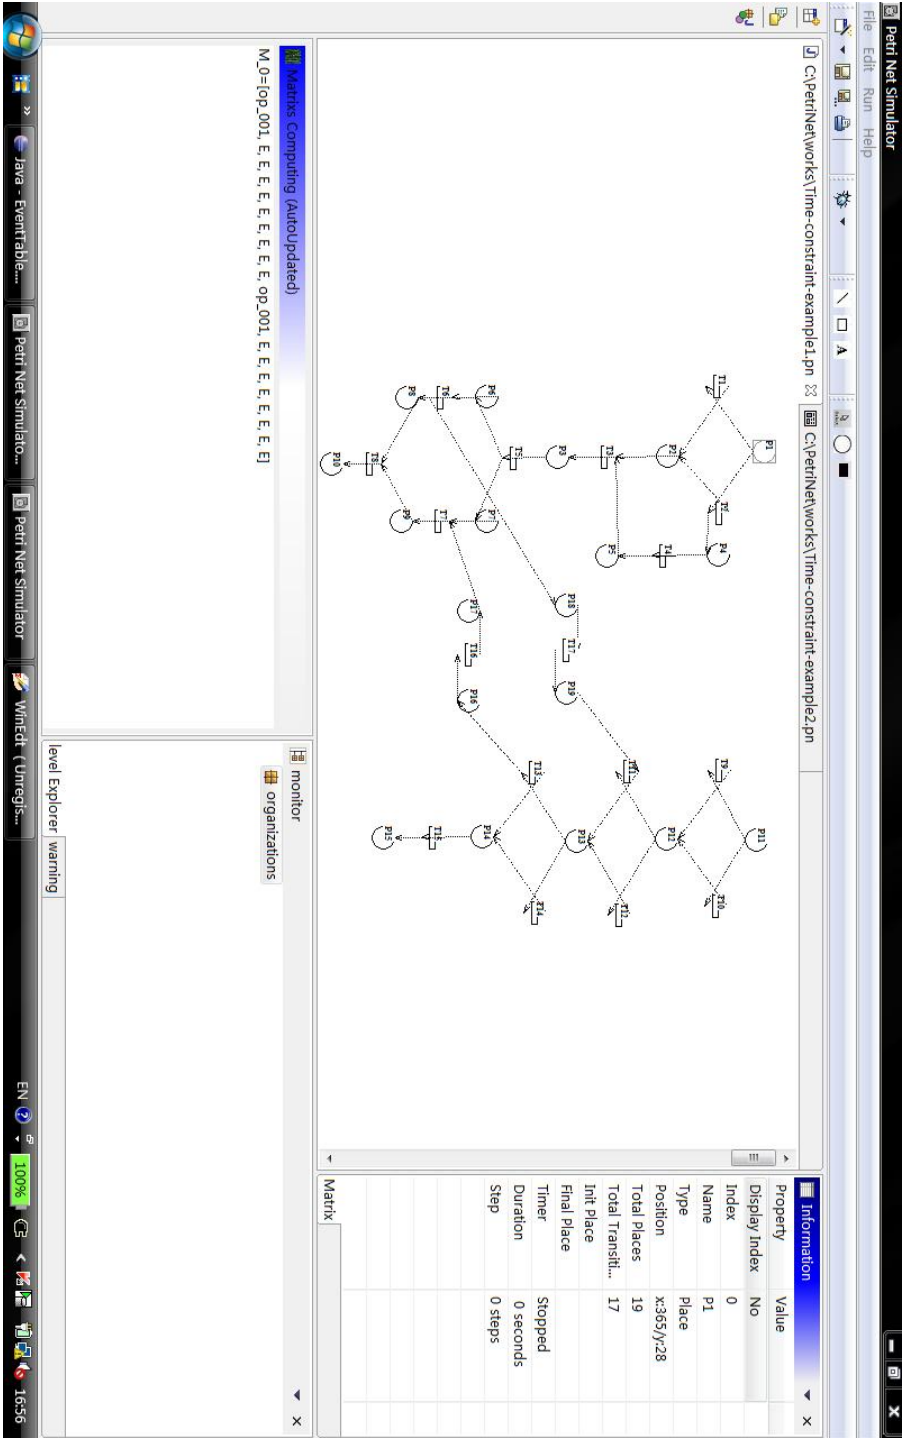 Petri Net Simulator
File Edit Run Help
C:\PetriNet\works\Time-constraint-example1.pn
C:\PetriNet\works\Time-constraint-example2.pn
P1
T1
T2
P2
P4
T3
T4
P3
P5
T5
P6
P7
T6
T7
P8
P9
T8
P10
P18
T17
P19
P17
T16
P16
P11
T9
T10
P12
T11
T12
P13
T13
T14
P14
T15
P15
Information
Property Value
Display Index No
Index 0
Name P1
Type Place
Position x:365/y:28
Total Places 19
Total Transiti... 17
Init Place
Final Place
Timer Stopped
Duration 0 seconds
Step 0 steps
Matrix
Matrixs Computing (AutoUpdated)
M_0=[op_001, E, E, E, E, E, E, E, E, E, op_001, E, E, E, E, E, E, E, E]
monitor
organizations
level Explorer warning
Java - EventTable....
Petri Net Simulato...
Petri Net Simulator
WinEdt ( Unregis...
EN
100%
16:56